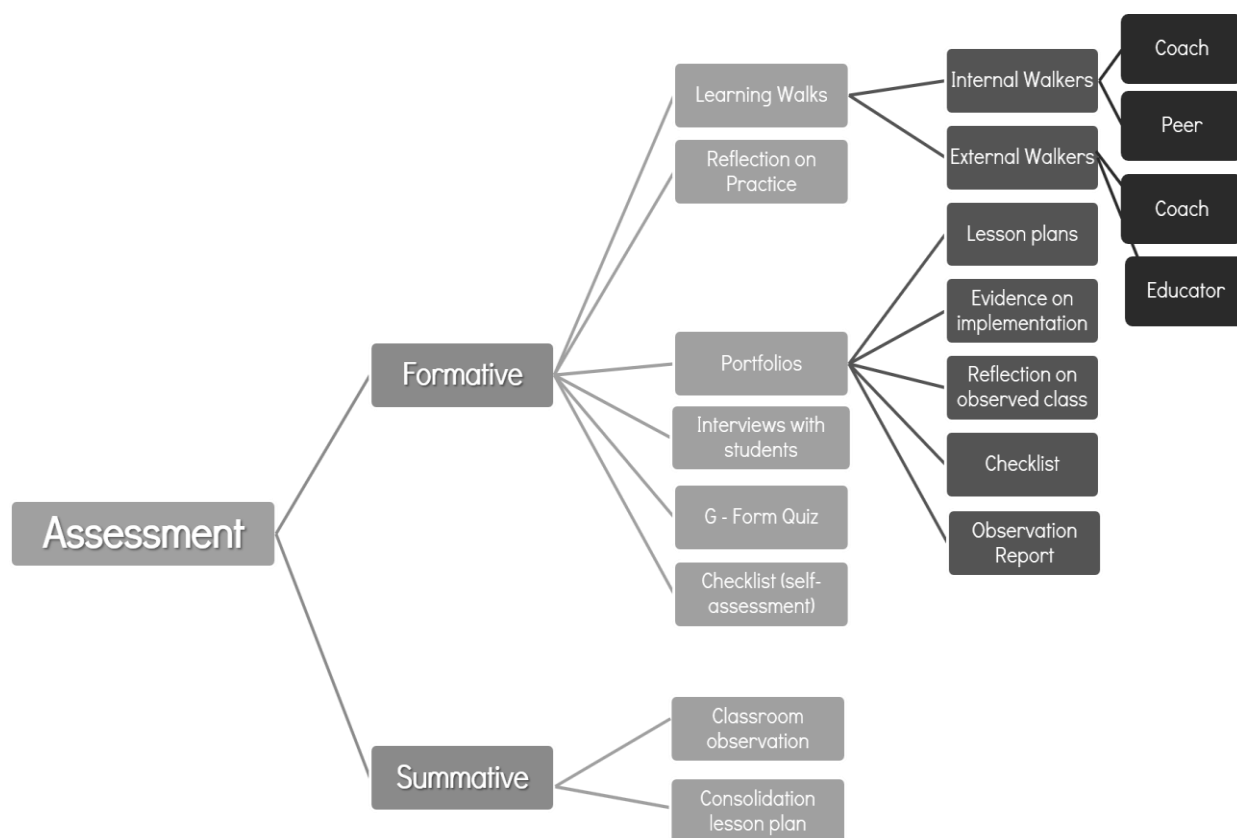 Assessment
Formative
Learning Walks
Internal Walkers
Coach
Peer
External Walkers
Coach
Educator
Reflection on
Practice
Portfolios
Lesson plans
Evidence on
implementation
Reflection on
observed class
Checklist
Observation
Report
Interviews with
students
G - Form Quiz
Checklist (self-
assessment)
Summative
Classroom
observation
Consolidation
lesson plan